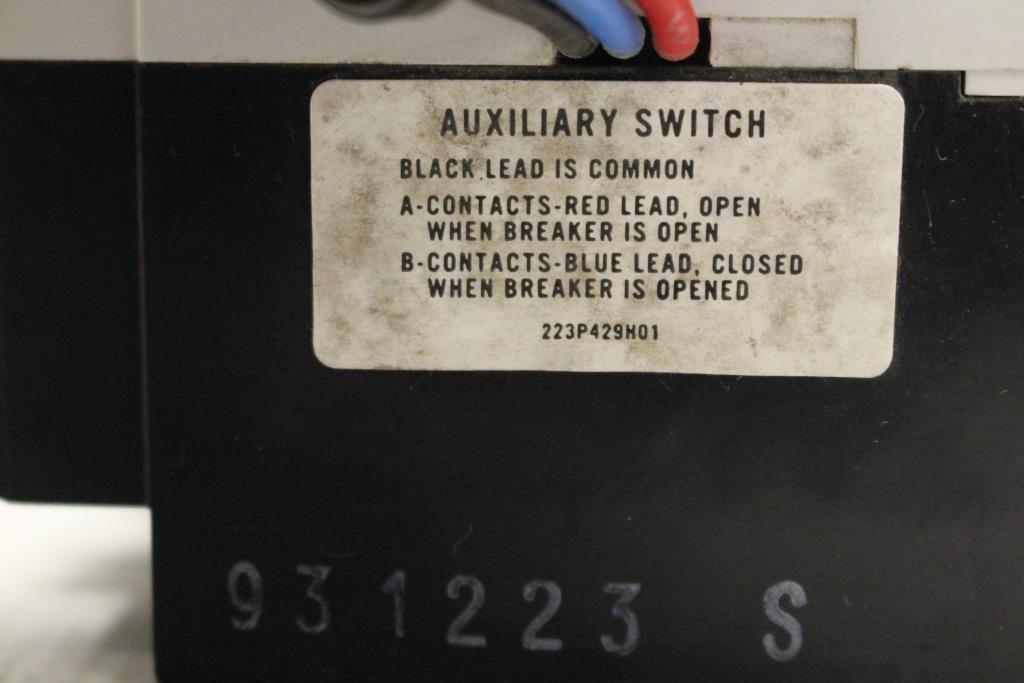 AUXILIARY SWITCH
BLACK LEAD IS COMMON
A-CONTACTS-RED LEAD, OPEN
WHEN BREAKER IS OPEN
B-CONTACTS-BLUE LEAD, CLOSED
WHEN BREAKER IS OPENED
223P429H01
931223 S